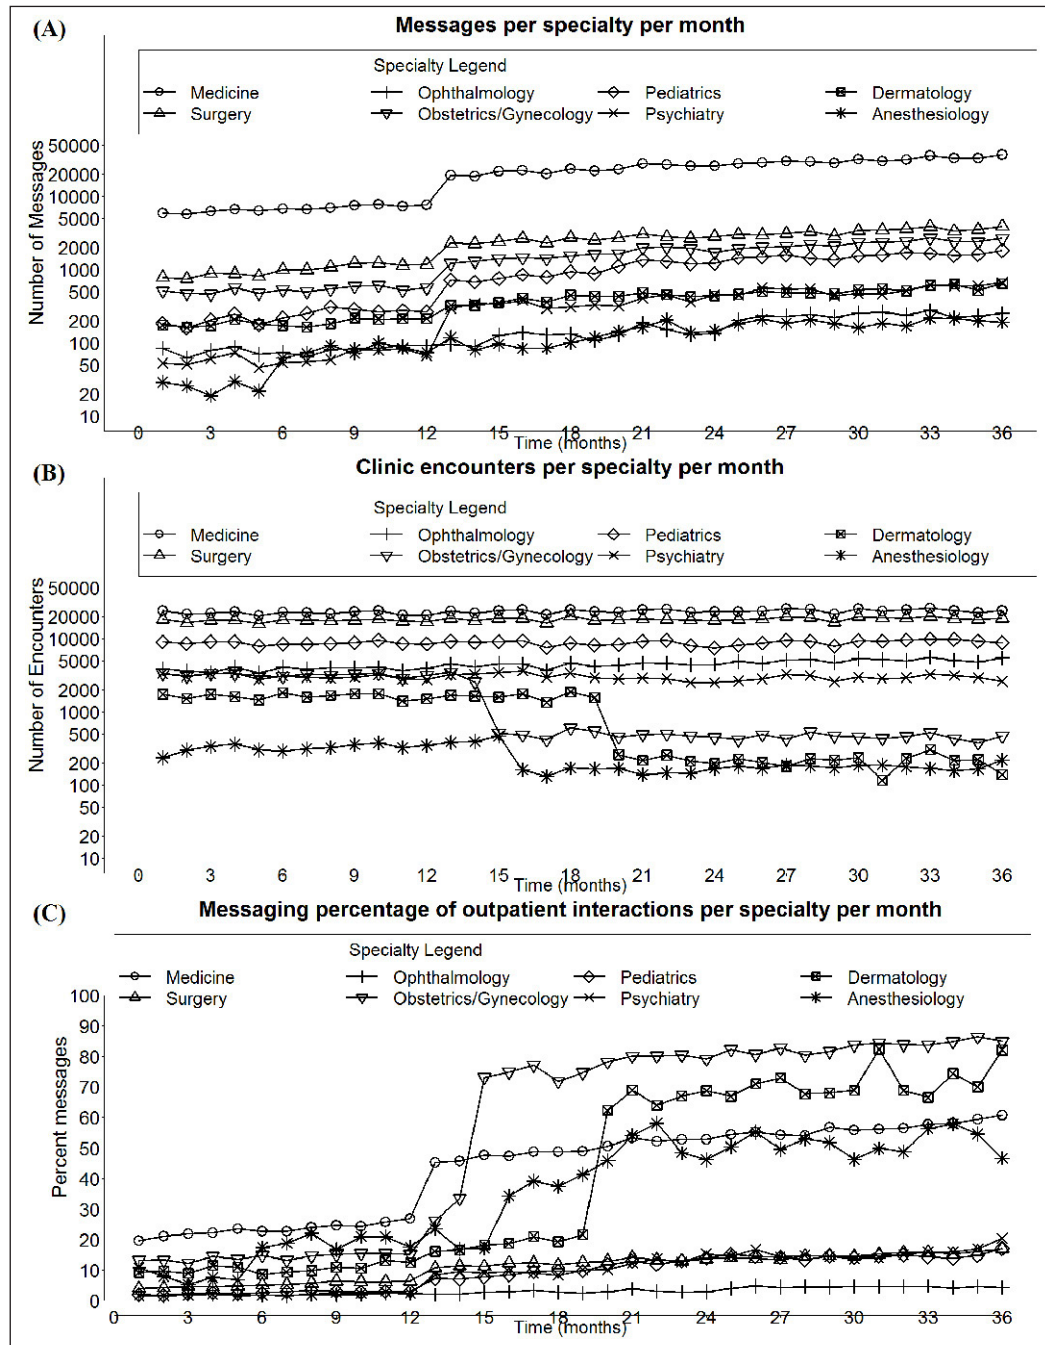 (A)
Messages per specialty per month
Specialty Legend
Medicine Ophthalmology Pediatrics Dermatology
Surgery Obstetrics/Gynecology Psychiatry Anesthesiology
Number of Messages
50000
20000
10000
5000
2000
1000
500
200
100
50
20
10
0 3 6 9 12 15 18 21 24 27 30 33 36
Time (months)
(B)
Clinic encounters per specialty per month
Specialty Legend
Medicine Ophthalmology Pediatrics Dermatology
Surgery Obstetrics/Gynecology Psychiatry Anesthesiology
Number of Encounters
50000
20000
10000
5000
2000
1000
500
200
100
50
20
10
0 3 6 9 12 15 18 21 24 27 30 33 36
Time (months)
(C)
Messaging percentage of outpatient interactions per specialty per month
Specialty Legend
Medicine Ophthalmology Pediatrics Dermatology
Surgery Obstetrics/Gynecology Psychiatry Anesthesiology
Percent messages
100
90
80
70
60
50
40
30
20
10
0
0 3 6 9 12 15 18 21 24 27 30 33 36
Time (months)